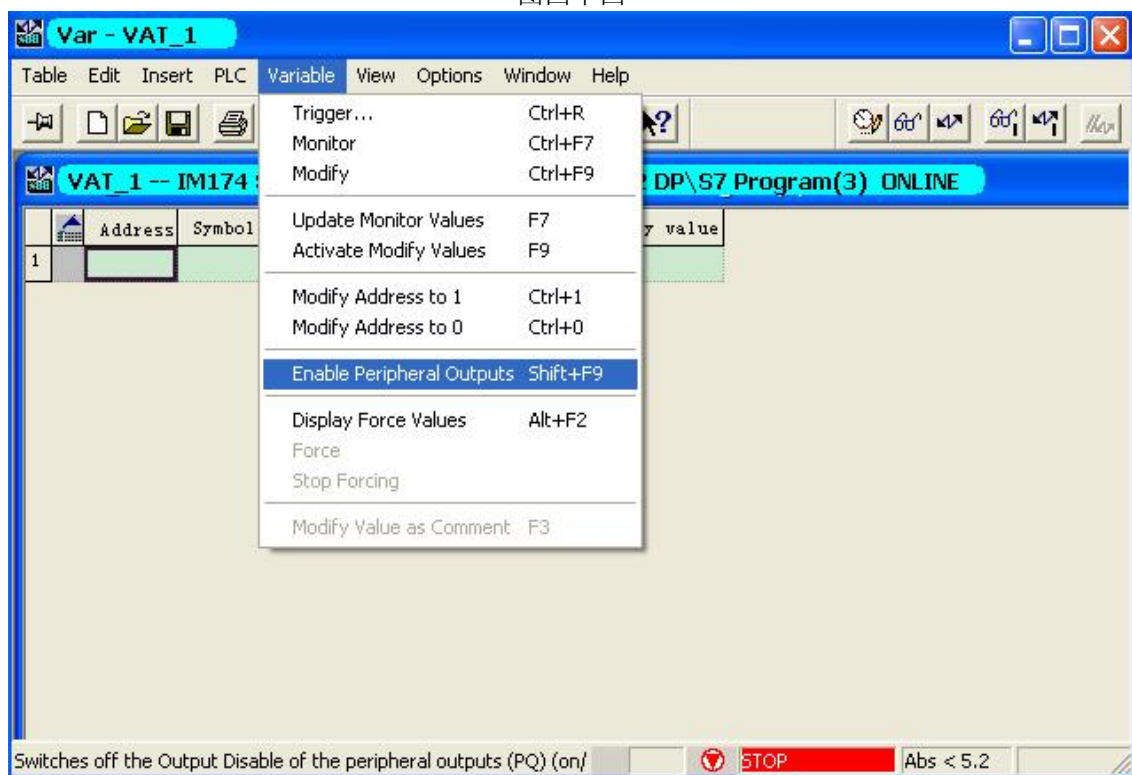 Var - VAT_1
Table Edit Insert PLC Variable View Options Window Help
Trigger... Ctrl+R
Monitor Ctrl+F7
Modify Ctrl+F9
VAT_1 -- IM174 DP\S7_Program(3) ONLINE
Address Symbol y value
1
Update Monitor Values F7
Activate Modify Values F9
Modify Address to 1 Ctrl+1
Modify Address to 0 Ctrl+0
Enable Peripheral Outputs Shift+F9
Display Force Values Alt+F2
Force
Stop Forcing
Modify Value as Comment F3
Switches off the Output Disable of the peripheral outputs (PQ) (on/ STOP Abs < 5.2